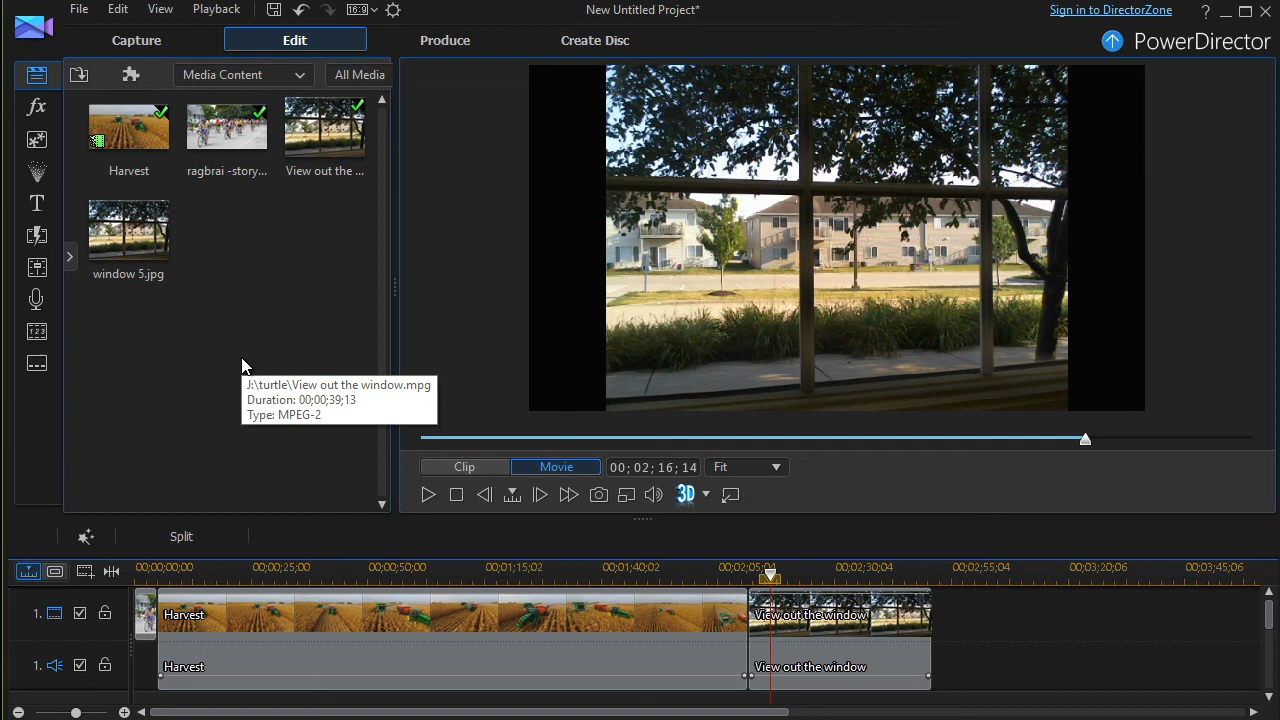 File Edit View Playback 16:9 New Untitled Project* Sign in to DirectorZone ?
Capture Edit Produce Create Disc PowerDirector
Media Content All Media
fx
Harvest ragbrai -story... View out the ...
T
window 5.jpg
J:\turtle\View out the window.mpg
Duration: 00;00;39;13
Type: MPEG-2
1 2 3
Clip Movie 00; 02; 16; 14 Fit
3D
Split
00;00;00;00 00;00;25;00 00;00;50;00 00;01;15;02 00;01;40;02 00;02;05;04 00;02;30;04 00;02;55;04 00;03;20;06 00;03;45;06
1. Harvest View out the window
1. Harvest View out the window